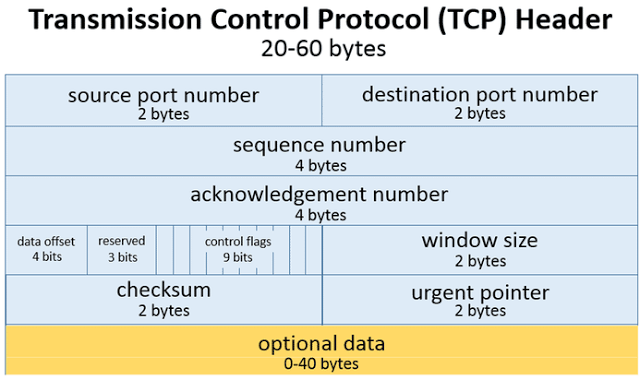 Transmission Control Protocol (TCP) Header
20-60 bytes
source port number
2 bytes
destination port number
2 bytes
sequence number
4 bytes
acknowledgement number
4 bytes
data offset
4 bits
reserved
3 bits
control flags
9 bits
window size
2 bytes
checksum
2 bytes
urgent pointer
2 bytes
optional data
0-40 bytes